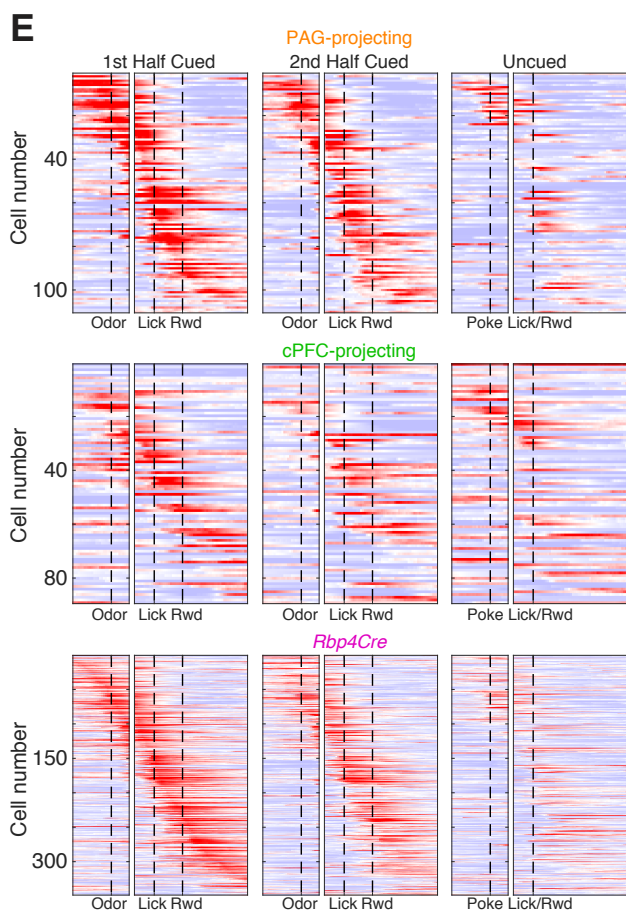 E
PAG-projecting
1st Half Cued 2nd Half Cued Uncued
Cell number
40
100
Odor Lick Rwd Odor Lick Rwd Poke Lick/Rwd
cPFC-projecting
Cell number
40
80
Odor Lick Rwd Odor Lick Rwd Poke Lick/Rwd
Rbp4Cre
Cell number
150
300
Odor Lick Rwd Odor Lick Rwd Poke Lick/Rwd